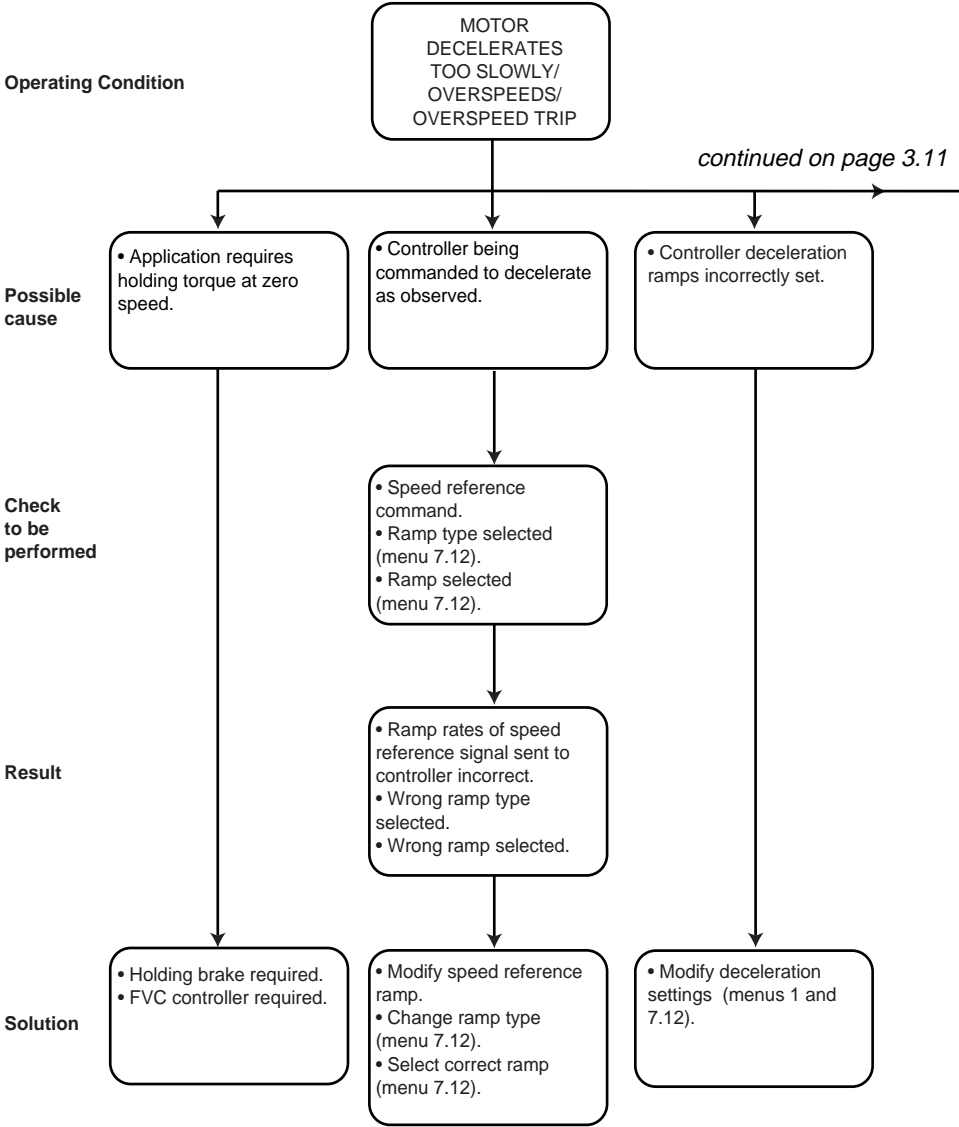 MOTOR
DECELERATES
TOO SLOWLY/
OVERSPEEDS/
OVERSPEED TRIP
Operating Condition
continued on page 3.11
Possible
cause
• Application requires
holding torque at zero
speed.
• Controller being
commanded to decelerate
as observed.
• Controller deceleration
ramps incorrectly set.
Check
to be
performed
• Speed reference
command.
• Ramp type selected
(menu 7.12).
• Ramp selected
(menu 7.12).
Result
• Ramp rates of speed
reference signal sent to
controller incorrect.
• Wrong ramp type
selected.
• Wrong ramp selected.
Solution
• Holding brake required.
• FVC controller required.
• Modify speed reference
ramp.
• Change ramp type
(menu 7.12).
• Select correct ramp
(menu 7.12).
• Modify deceleration
settings (menus 1 and
7.12).